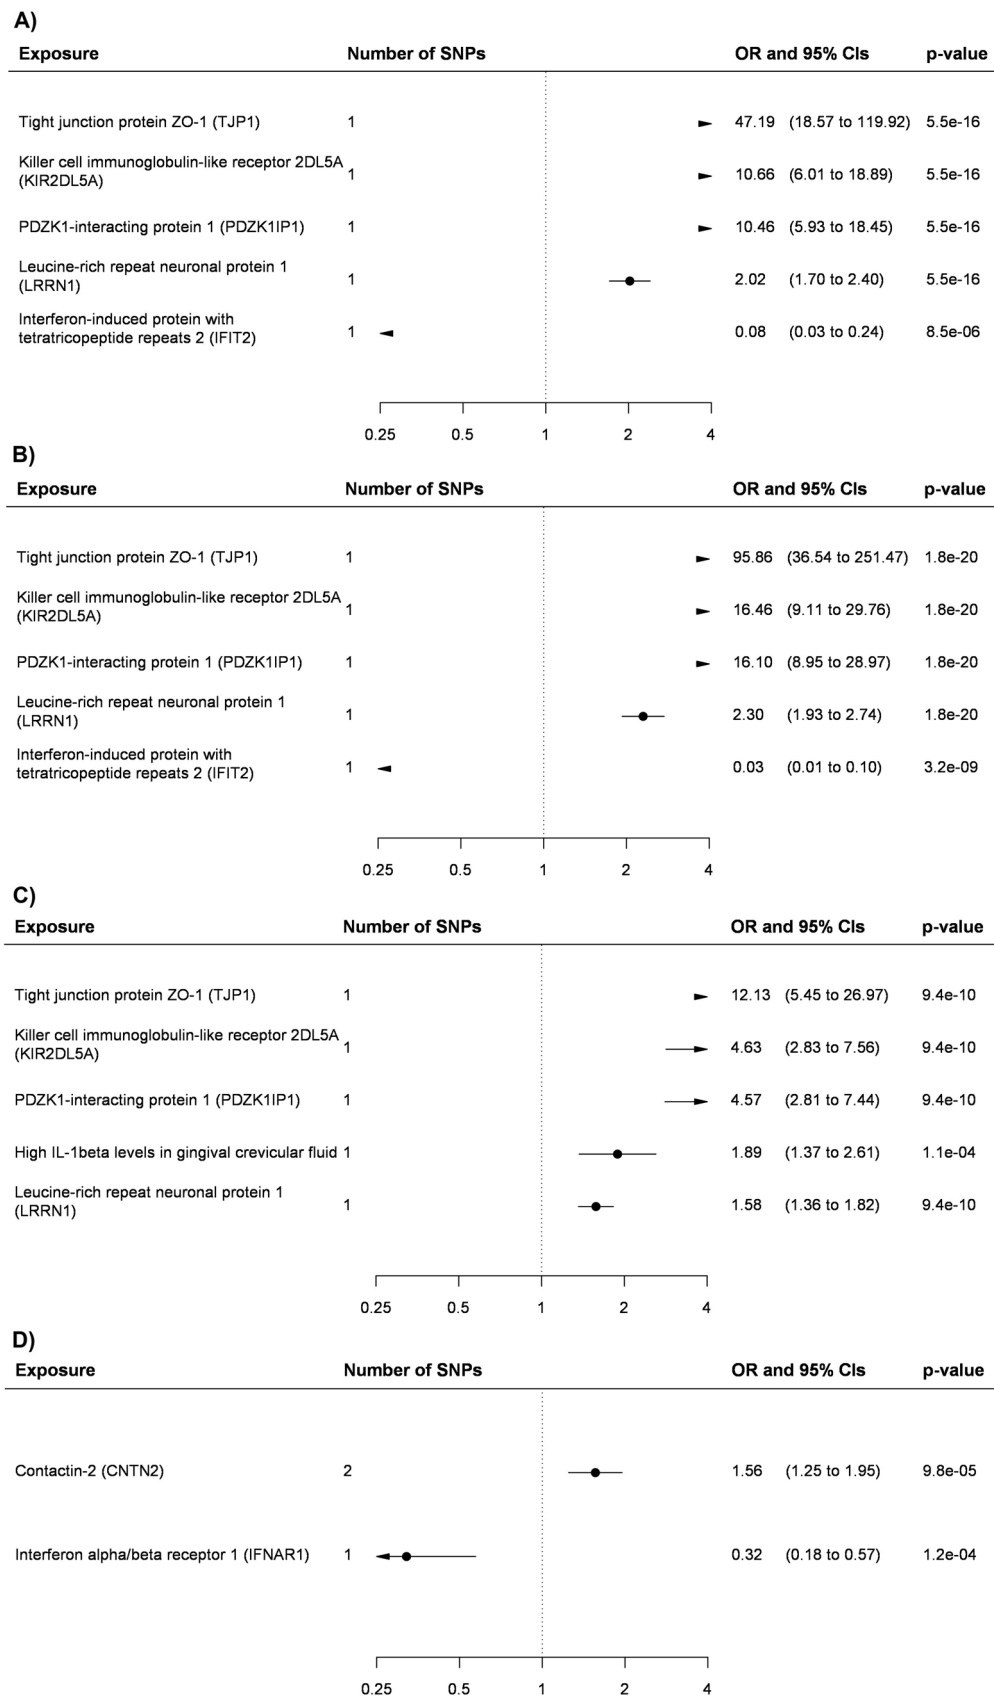 A)
Exposure Number of SNPs OR and 95% CIs p-value
Tight junction protein ZO-1 (TJP1) 1 47.19 (18.57 to 119.92) 5.5e-16
Killer cell immunoglobulin-like receptor 2DL5A
(KIR2DL5A) 1 10.66 (6.01 to 18.89) 5.5e-16
PDZK1-interacting protein 1 (PDZK1IP1) 1 10.46 (5.93 to 18.45) 5.5e-16
Leucine-rich repeat neuronal protein 1
(LRRN1) 1 2.02 (1.70 to 2.40) 5.5e-16
Interferon-induced protein with
tetratricopeptide repeats 2 (IFIT2) 1 0.08 (0.03 to 0.24) 8.5e-06
0.25 0.5 1 2 4
B)
Exposure Number of SNPs OR and 95% CIs p-value
Tight junction protein ZO-1 (TJP1) 1 95.86 (36.54 to 251.47) 1.8e-20
Killer cell immunoglobulin-like receptor 2DL5A
(KIR2DL5A) 1 16.46 (9.11 to 29.76) 1.8e-20
PDZK1-interacting protein 1 (PDZK1IP1) 1 16.10 (8.95 to 28.97) 1.8e-20
Leucine-rich repeat neuronal protein 1
(LRRN1) 1 2.30 (1.93 to 2.74) 1.8e-20
Interferon-induced protein with
tetratricopeptide repeats 2 (IFIT2) 1 0.03 (0.01 to 0.10) 3.2e-09
0.25 0.5 1 2 4
C)
Exposure Number of SNPs OR and 95% CIs p-value
Tight junction protein ZO-1 (TJP1) 1 12.13 (5.45 to 26.97) 9.4e-10
Killer cell immunoglobulin-like receptor 2DL5A
(KIR2DL5A) 1 4.63 (2.83 to 7.56) 9.4e-10
PDZK1-interacting protein 1 (PDZK1IP1) 1 4.57 (2.81 to 7.44) 9.4e-10
High IL-1beta levels in gingival crevicular fluid 1 1.89 (1.37 to 2.61) 1.1e-04
Leucine-rich repeat neuronal protein 1
(LRRN1) 1 1.58 (1.36 to 1.82) 9.4e-10
0.25 0.5 1 2 4
D)
Exposure Number of SNPs OR and 95% CIs p-value
Contactin-2 (CNTN2) 2 1.56 (1.25 to 1.95) 9.8e-05
Interferon alpha/beta receptor 1 (IFNAR1) 1 0.32 (0.18 to 0.57) 1.2e-04
0.25 0.5 1 2 4